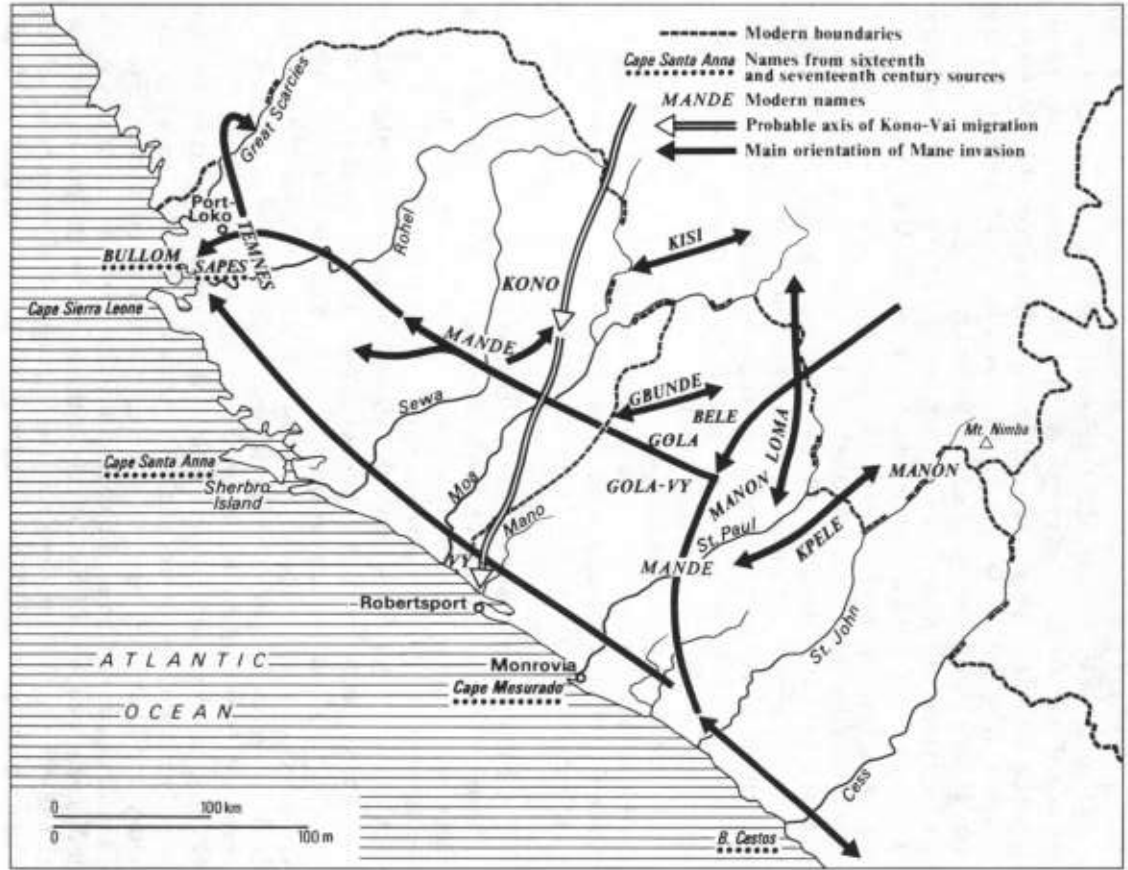 Modern boundaries
Cape Santa Anna Names from sixteenth
and seventeenth century sources
MANDE Modern names
Probable axis of Kono-Vai migration
Main orientation of Mane invasion
Great Scarcies
Port-
Loko
TEMNES
BULLOM
SAPES
Cape Sierra Leone
Rohel
KONO
KISI
MANDE
Sewa
GBUNDE
BELE
LOMA
GOLA
GOLA-VY
MANON
Mt. Nimba
MANON
Cape Santa Anna
Sherbro
Island
Moa
Mano
St. Paul
KPELE
VY
MANDE
Robertsport
St. John
ATLANTIC
OCEAN
Monrovia
Cape Mesurado
Cess
0 100 km
0 100 m
B. Cestos